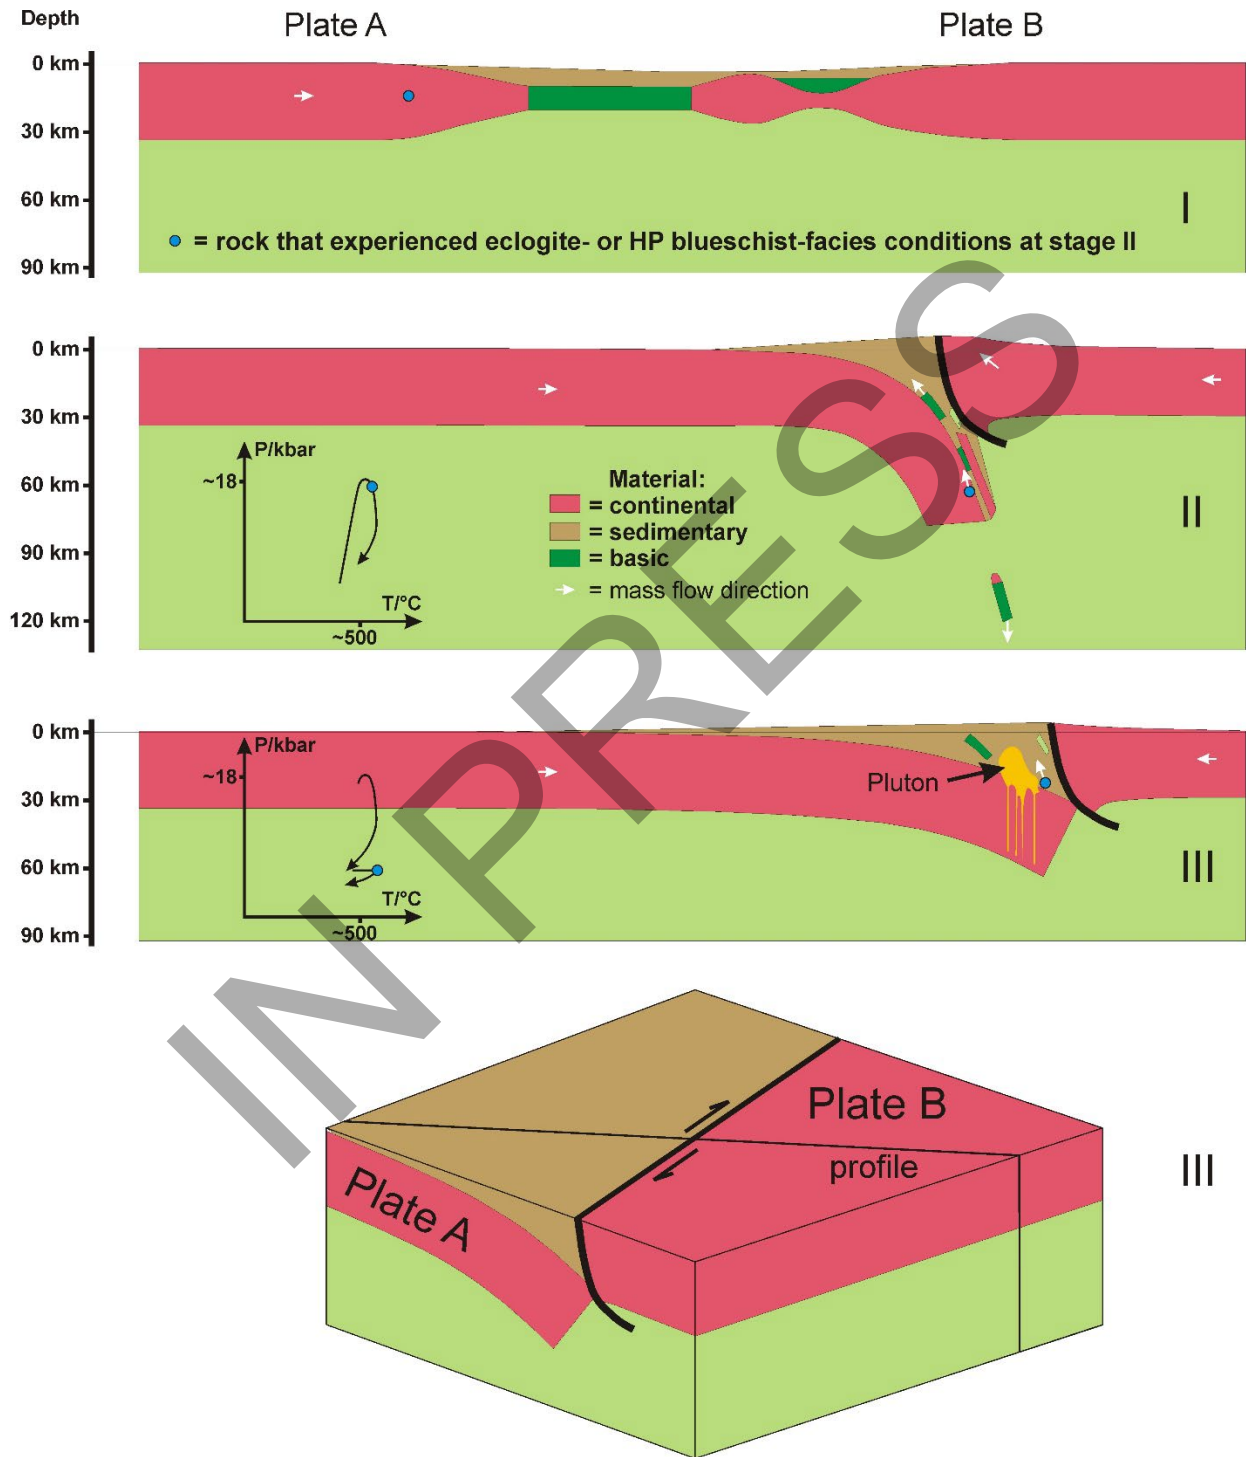 Depth
Plate A
Plate B
0 km
30 km
60 km
90 km
I
= rock that experienced eclogite- or HP blueschist-facies conditions at stage II
0 km
30 km
60 km
90 km
120 km
P/kbar
~18
T/°C
~500
Material:
= continental
= sedimentary
= basic
= mass flow direction
II
0 km
30 km
60 km
90 km
P/kbar
~18
T/°C
~500
Pluton
III
Plate B
profile
Plate A
III
IN PRESS